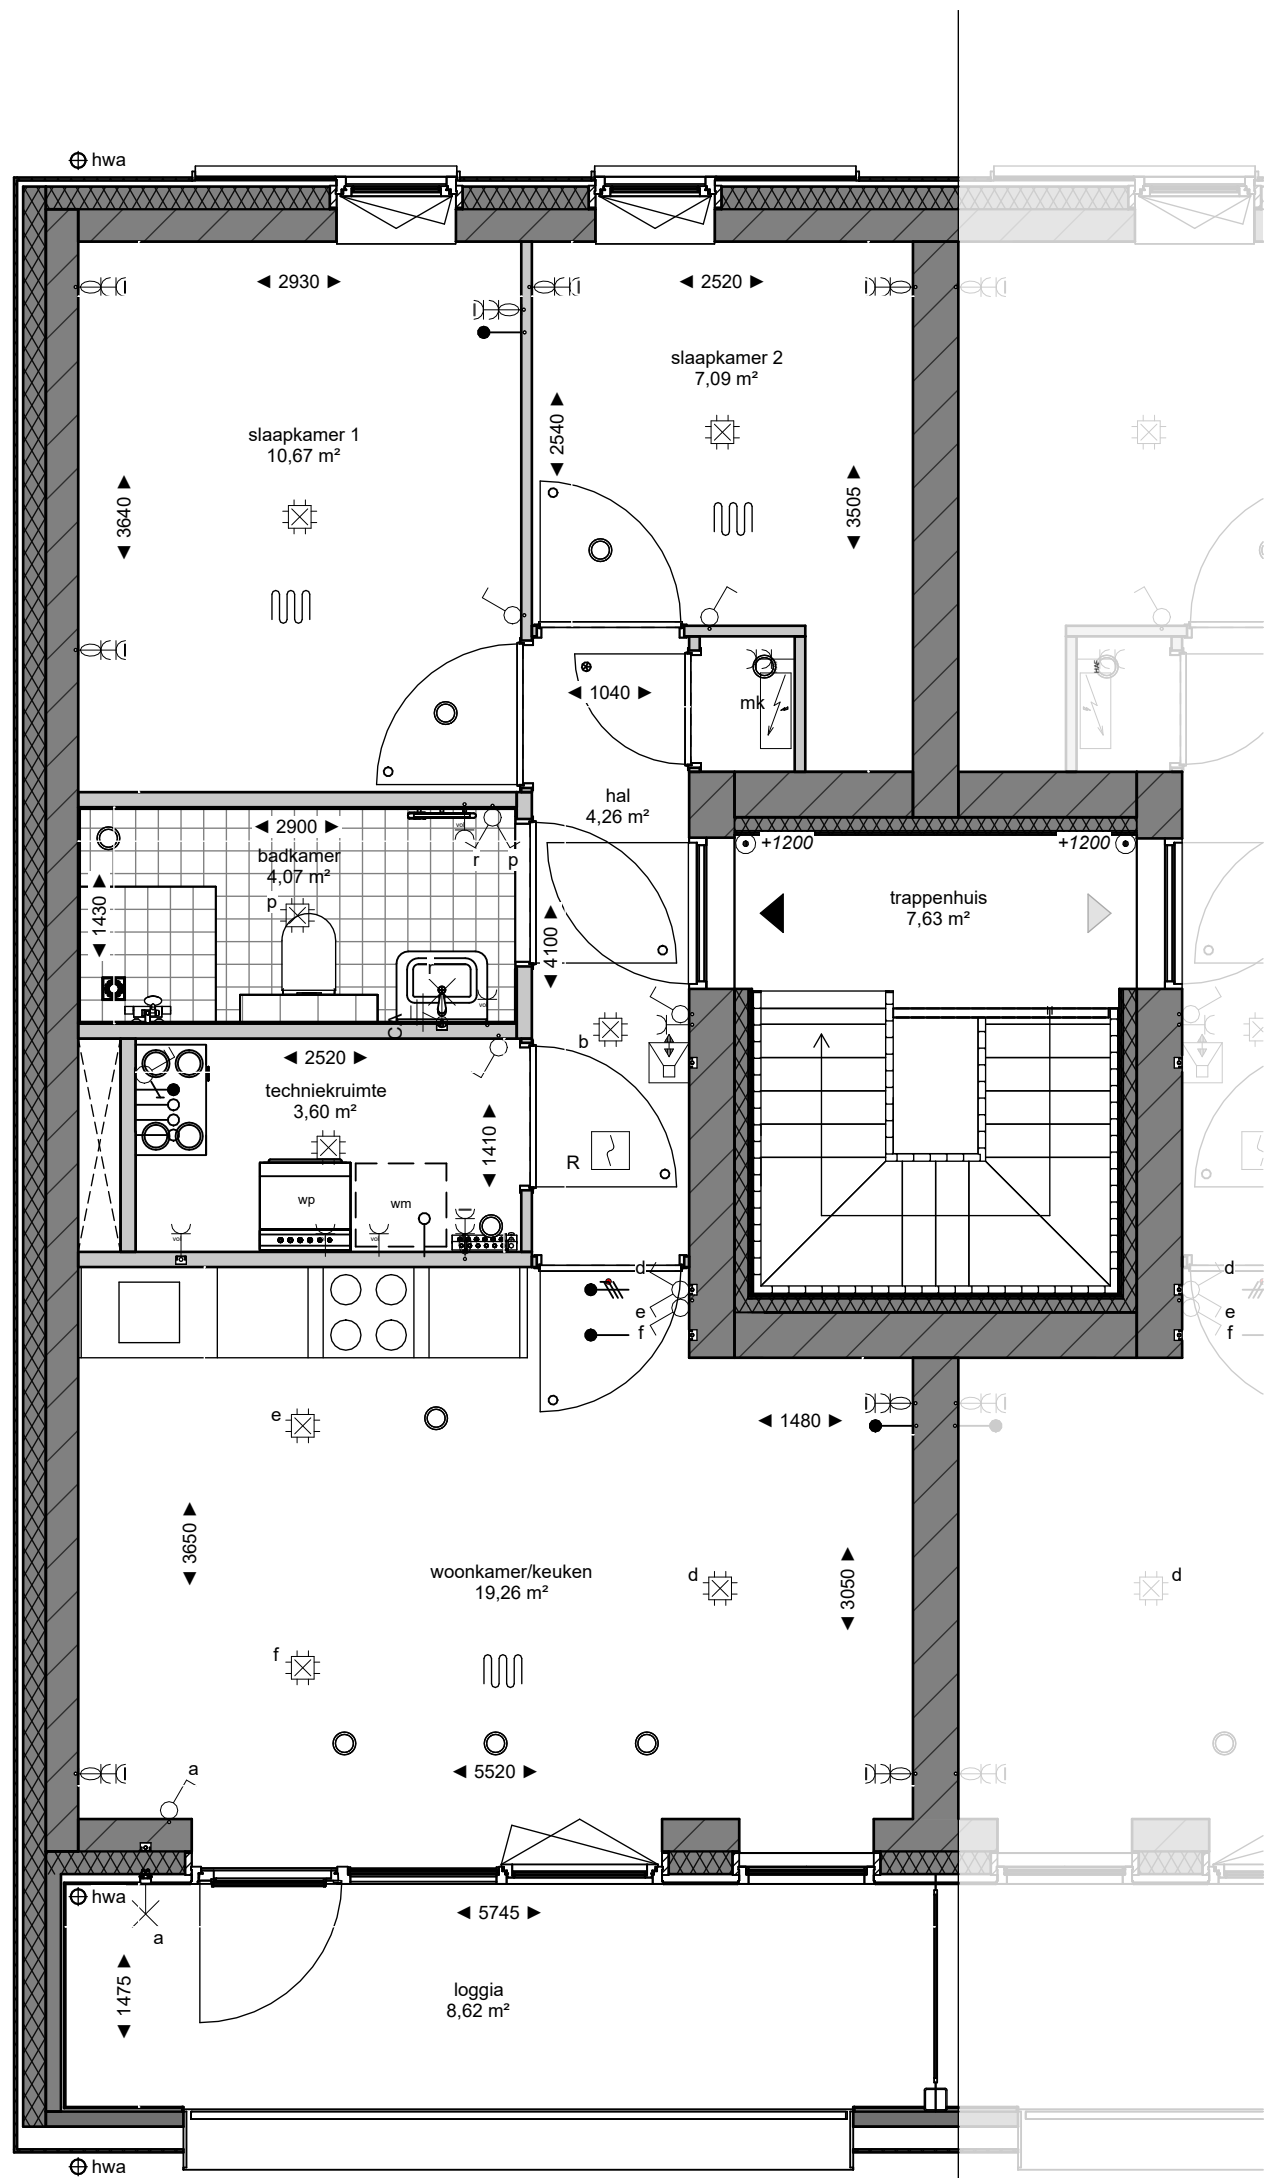 hwa
2930
2520
slaapkamer 2
7,09 m²
slaapkamer 1
10,67 m²
2540
3640
3505
1040
mk
HAF
hal
4,26 m²
2900
badkamer
4,07 m²
r
p
p
1430
r
4100
+1200
+1200
trappenhuis
7,63 m²
b
2520
techniekruimte
3,60 m²
1410
R
wp
wm
d
e
f
d
e
f
e
1480
3650
woonkamer/keuken
19,26 m²
d
3050
d
f
5520
a
hwa
a
5745
1475
loggia
8,62 m²
hwa